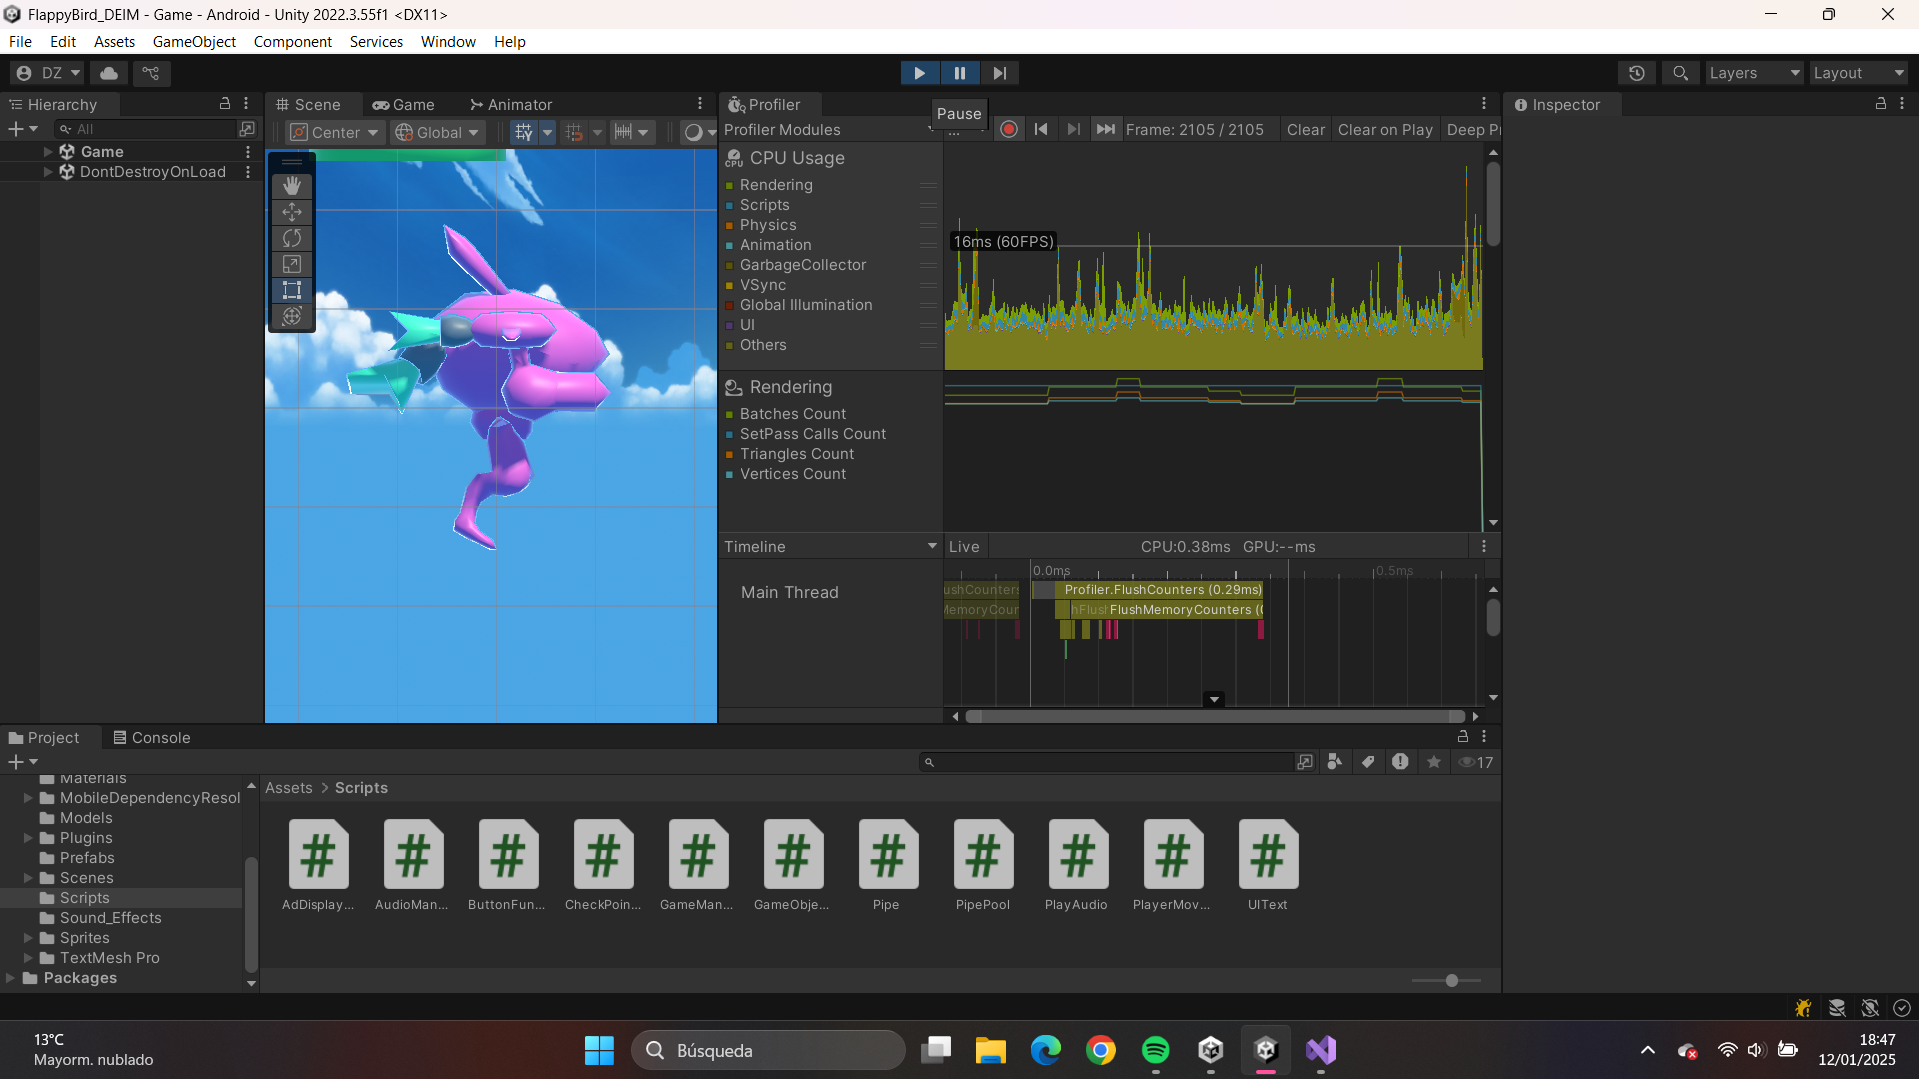 FlappyBird_DEIM - Game - Android - Unity 2022.3.55f1 <DX11>
File Edit Assets GameObject Component Services Window Help
DZ
Layers
Layout
Hierarchy
All
Game
DontDestroyOnLoad
Scene
Game
Animator
Center
Global
Profiler
Pause
Profiler Modules
Frame: 2105 / 2105
Clear
Clear on Play
Deep Pr
CPU Usage
Rendering
Scripts
Physics
Animation
GarbageCollector
VSync
Global Illumination
UI
Others
16ms (60FPS)
Rendering
Batches Count
SetPass Calls Count
Triangles Count
Vertices Count
Timeline
Live
CPU:0.38ms GPU:--ms
0.0ms
0.5ms
Main Thread
ushCounters
Profiler.FlushCounters (0.29ms)
MemoryCour
hFlush
FlushMemoryCounters (
Inspector
Project
Console
17
Materials
MobileDependencyResol
Models
Plugins
Prefabs
Scenes
Scripts
Sound_Effects
Sprites
TextMesh Pro
Packages
Assets > Scripts
AdDisplay...
AudioMan...
ButtonFun...
CheckPoin...
GameMan...
GameObje...
Pipe
PipePool
PlayAudio
PlayerMov...
UIText
13°C
Mayorm. nublado
Búsqueda
18:47
12/01/2025